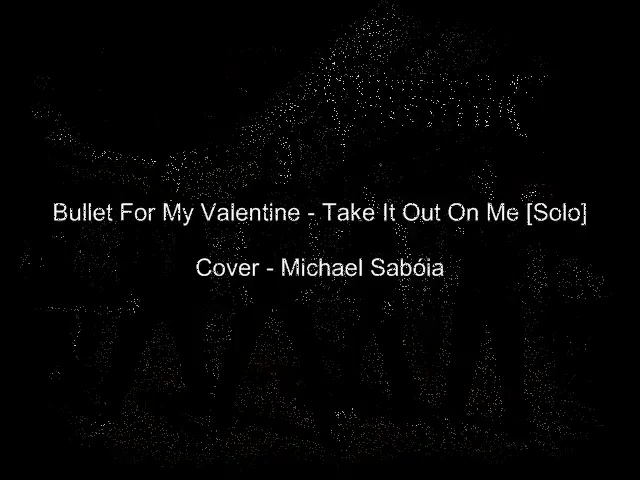 Bullet For My Valentine - Take It Out On Me [Solo]
Cover - Michael Sabóia